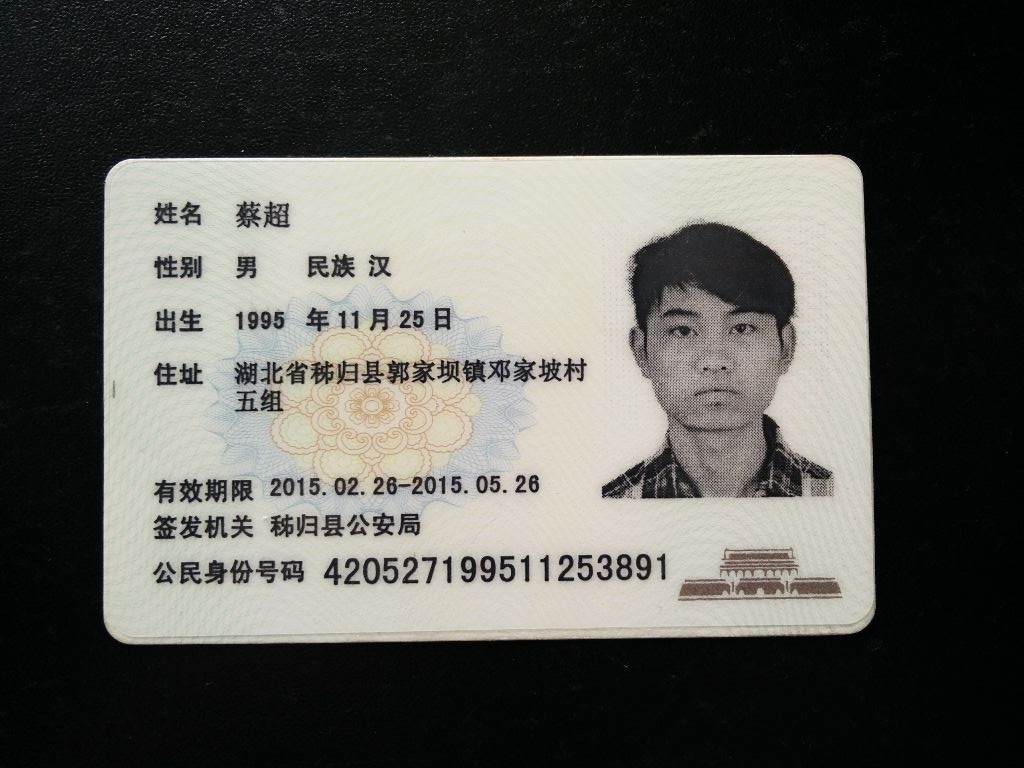 姓名 蔡超
性别 男 民族 汉
出生 1995 年 11 月 25 日
住址 湖北省秭归县郭家坝镇邓家坡村
五组
有效期限 2015.02.26-2015.05.26
签发机关 秭归县公安局
公民身份号码 420527199511253891